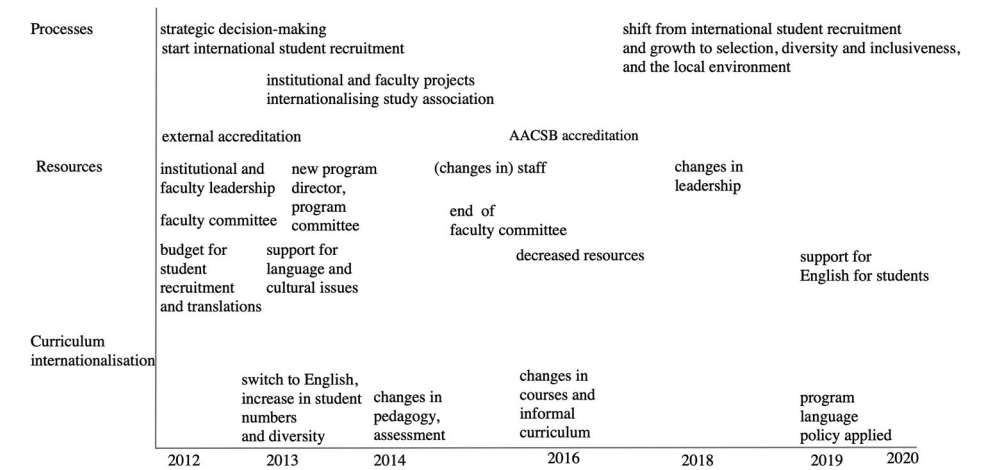 Processes
strategic decision-making
start international student recruitment
shift from international student recruitment
and growth to selection, diversity and inclusiveness,
and the local environment
institutional and faculty projects
internationalising study association
external accreditation
AACSB accreditation
Resources
institutional and
faculty leadership
new program
director,
program
committee
(changes in) staff
changes in
leadership
faculty committee
end of
faculty committee
budget for
student
recruitment
and translations
support for
language and
cultural issues
decreased resources
support for
English for students
Curriculum
internationalisation
switch to English,
increase in student
numbers
and diversity
changes in
pedagogy,
assessment
changes in
courses and
informal
curriculum
program
language
policy applied
2012
2013
2014
2016
2018
2019
2020